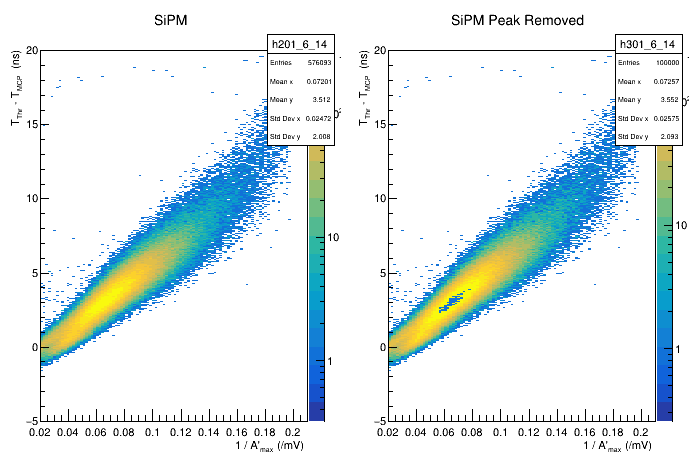 SiPM
h201_6_14
Entries 576093
Mean x 0.07201
Mean y 3.512
Std Dev x 0.02472
Std Dev y 2.008
T_Thr - T_MCP (ns)
20
15
10
5
0
−5
0.02 0.04 0.06 0.08 0.1 0.12 0.14 0.16 0.18 0.2
1 / A'_max (/mV)
10
1
SiPM Peak Removed
h301_6_14
Entries 100000
Mean x 0.07257
Mean y 3.552
Std Dev x 0.02575
Std Dev y 2.093
T_Thr - T_MCP (ns)
20
15
10
5
0
−5
0.02 0.04 0.06 0.08 0.1 0.12 0.14 0.16 0.18 0.2
1 / A'_max (/mV)
10
1